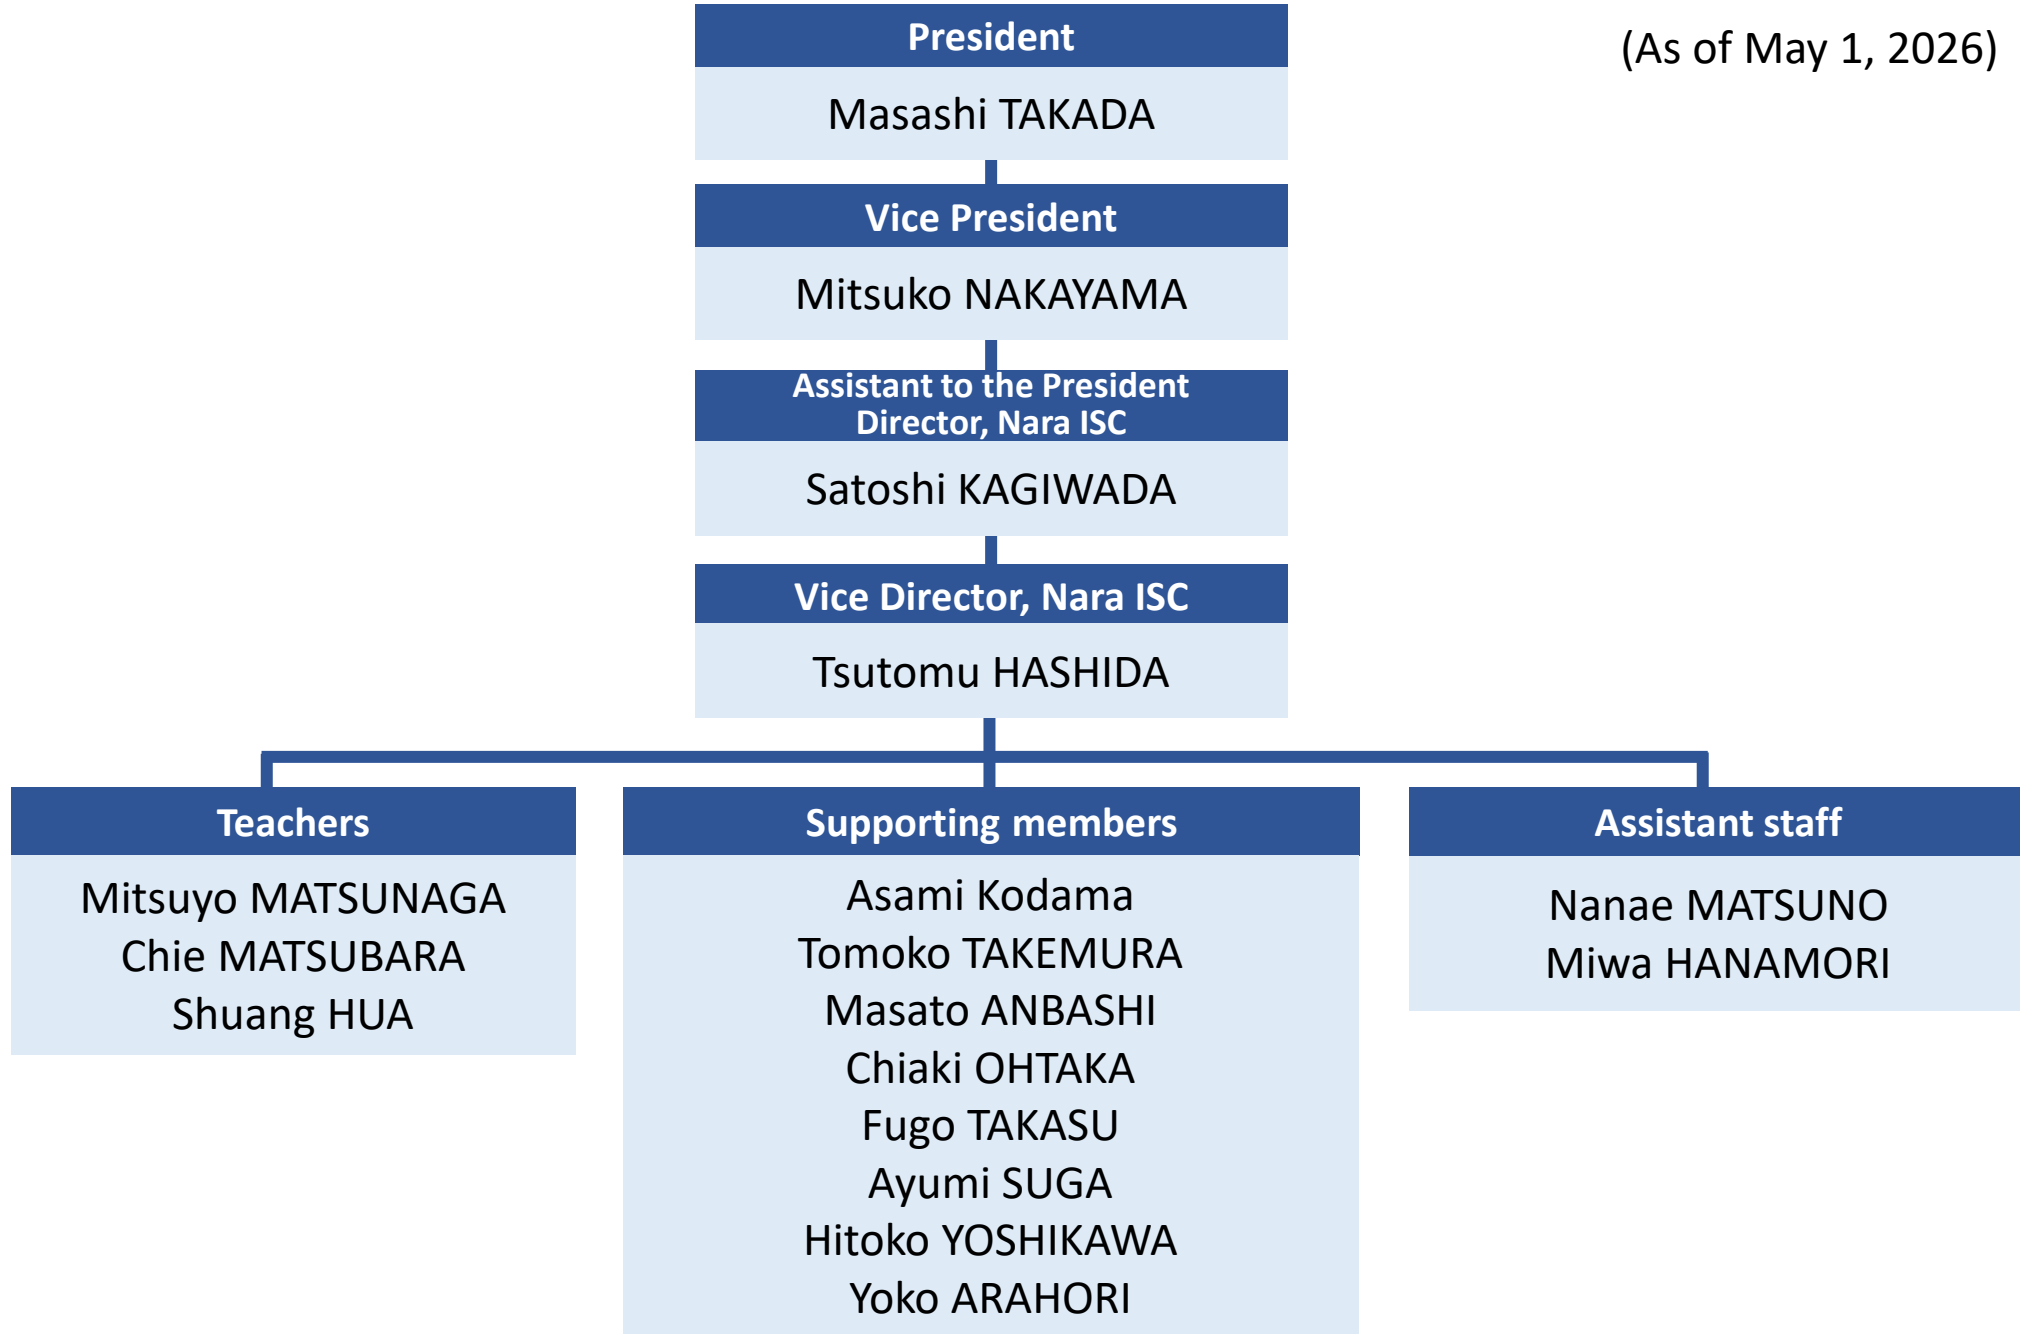 President
(As of May 1, 2026)
Masashi TAKADA
Vice President
Mitsuko NAKAYAMA
Assistant to the President
Director, Nara ISC
Satoshi KAGIWADA
Vice Director, Nara ISC
Tsutomu HASHIDA
Teachers
Mitsuyo MATSUNAGA
Chie MATSUBARA
Shuang HUA
Supporting members
Asami Kodama
Tomoko TAKEMURA
Masato ANBASHI
Chiaki OHTAKA
Fugo TAKASU
Ayumi SUGA
Hitoko YOSHIKAWA
Yoko ARAHORI
Assistant staff
Nanae MATSUNO
Miwa HANAMORI